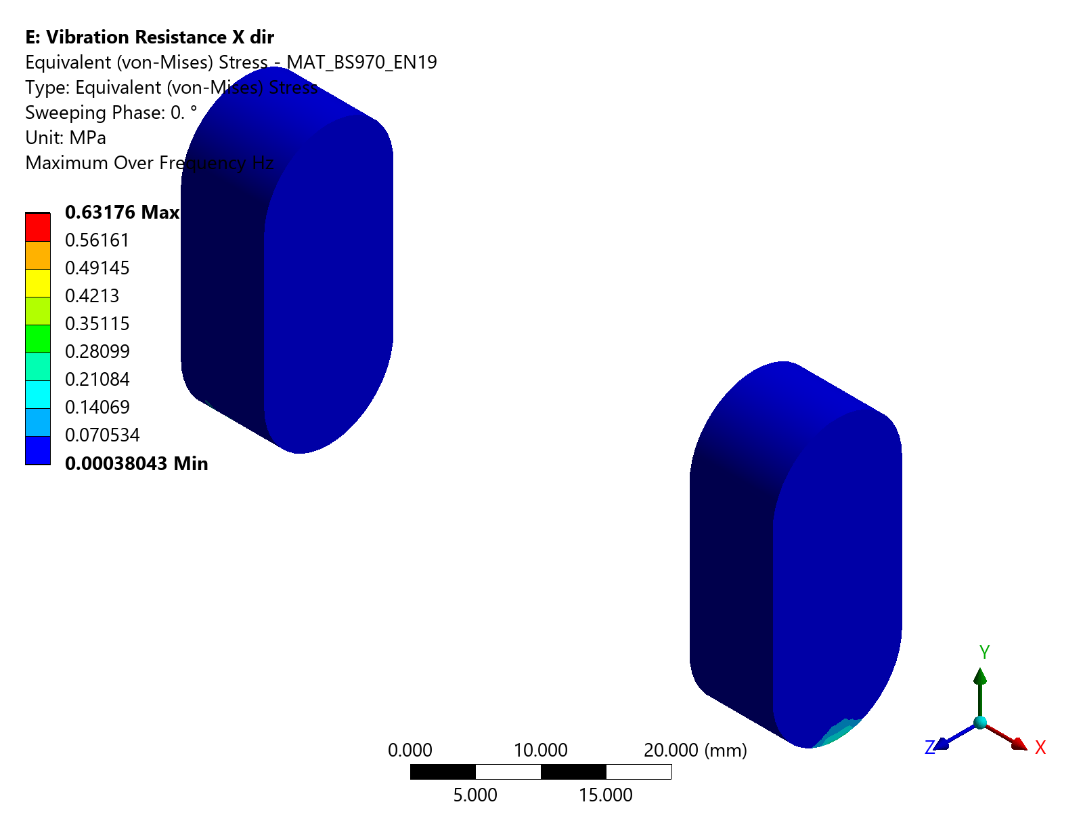 E: Vibration Resistance X dir
Equivalent (von-Mises) Stress - MAT_BS970_EN19
Type: Equivalent (von-Mises) Stress
Sweeping Phase: 0. °
Unit: MPa
Maximum Over Frequency Hz
0.63176 Max
0.56161
0.49145
0.4213
0.35115
0.28099
0.21084
0.14069
0.070534
0.00038043 Min
0.000 10.000 20.000 (mm)
5.000 15.000
Y
Z X